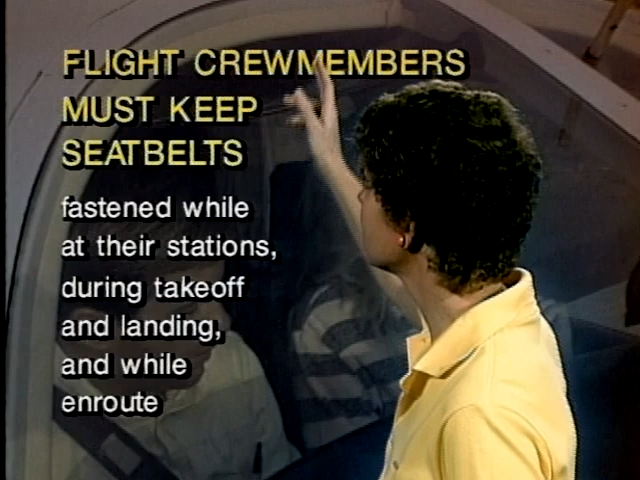 FLIGHT CREWMEMBERS
MUST KEEP
SEATBELTS
fastened while
at their stations,
during takeoff
and landing,
and while
enroute